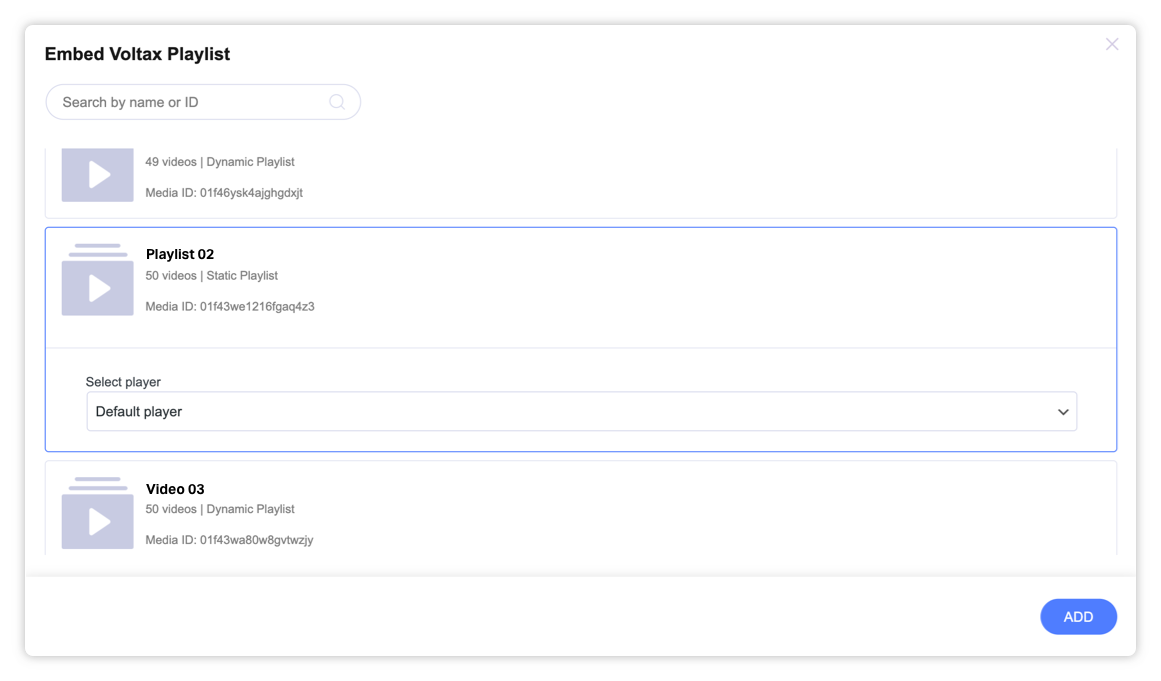 Embed Voltax Playlist
Search by name or ID
49 videos | Dynamic Playlist
Media ID: 01f46ysk4ajghgdxjt
Playlist 02
50 videos | Static Playlist
Media ID: 01f43we1216fgaq4z3
Select player
Default player
Video 03
50 videos | Dynamic Playlist
Media ID: 01f43wa80w8gvtwzjy
ADD